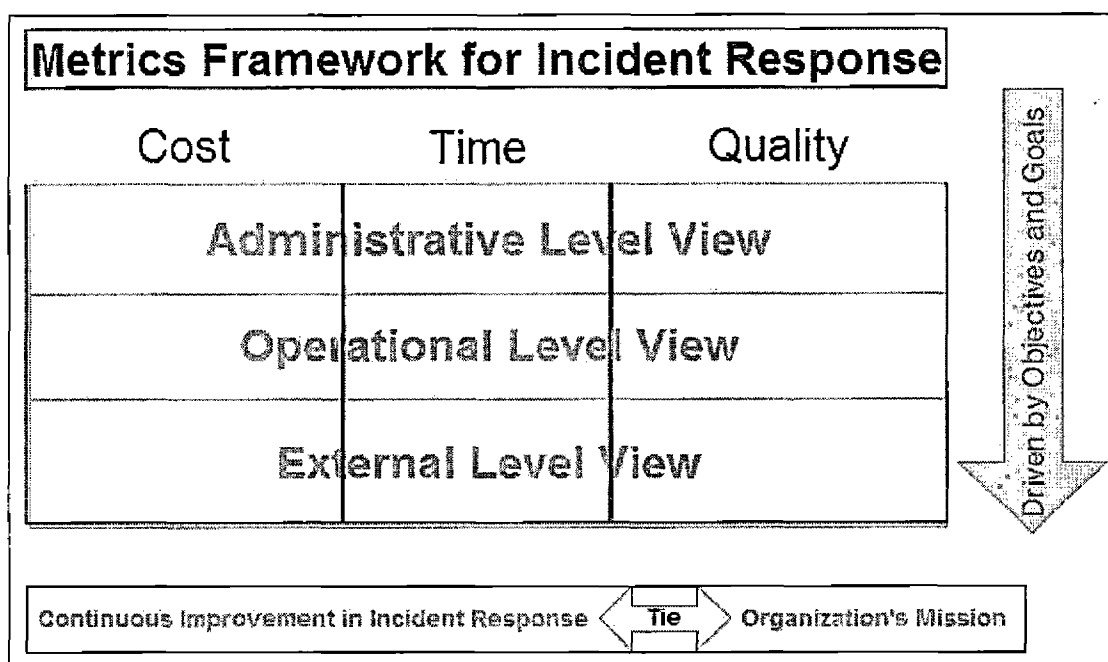 Metrics Framework for Incident Response
Cost Time Quality
Administrative Level View
Operational Level View
External Level View
Driven by Objectives and Goals
Continuous Improvement in Incident Response Tie Organization's Mission